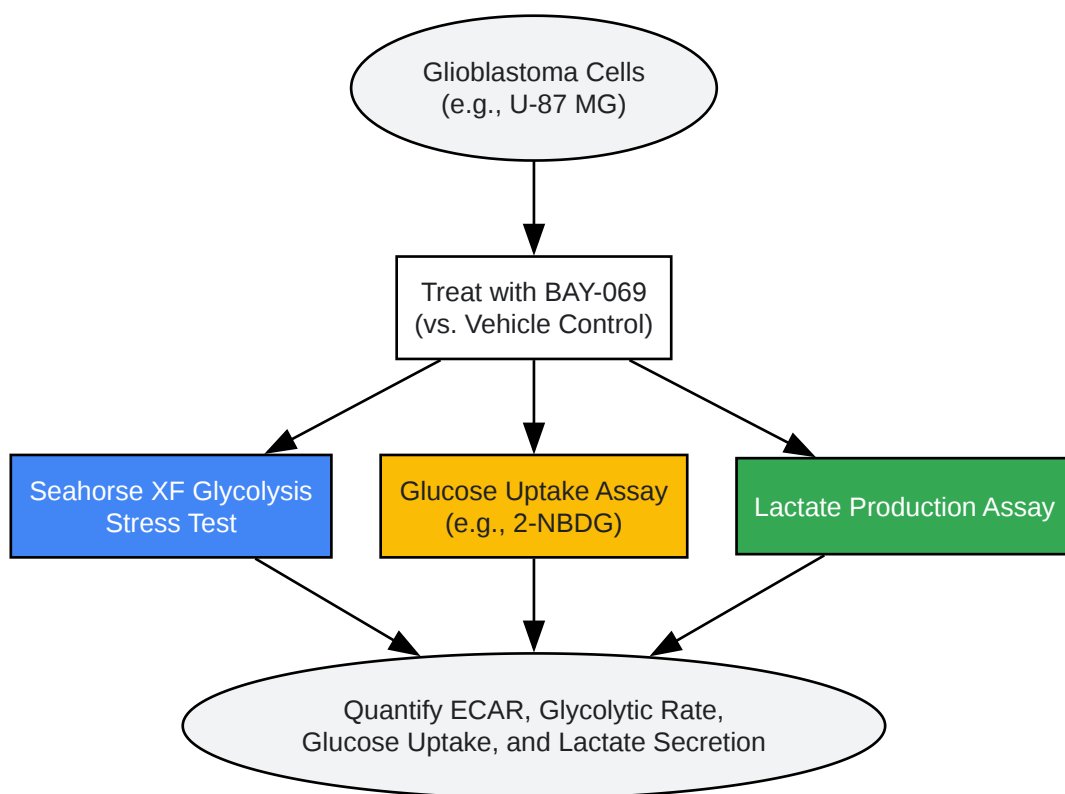 Glioblastoma Cells
(e.g., U-87 MG)
Treat with BAY-069
(vs. Vehicle Control)
Seahorse XF Glycolysis
Stress Test
Glucose Uptake Assay
(e.g., 2-NBDG)
Lactate Production Assay
Quantify ECAR, Glycolytic Rate,
Glucose Uptake, and Lactate Secretion